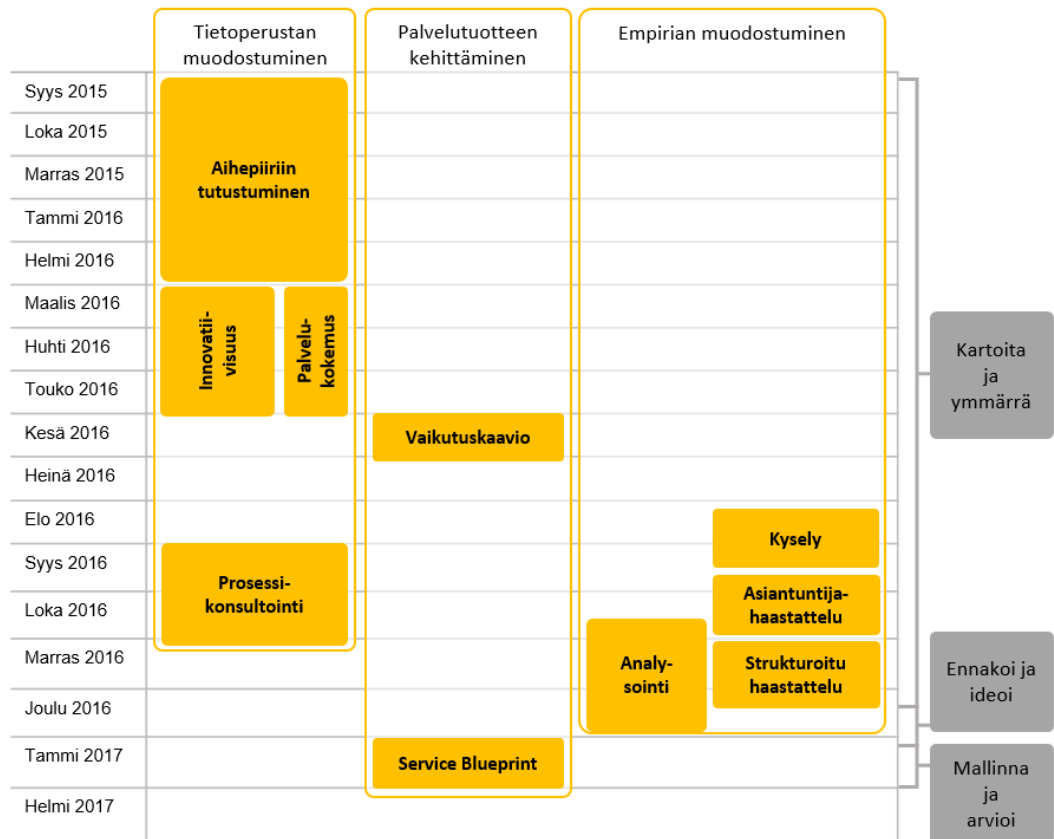 Tietoperustan
muodostuminen
Palvelutuotteen
kehittäminen
Empirian muodostuminen
Syys 2015
Loka 2015
Marras 2015
Tammi 2016
Helmi 2016
Maalis 2016
Huhti 2016
Touko 2016
Kesä 2016
Heinä 2016
Elo 2016
Syys 2016
Loka 2016
Marras 2016
Joulu 2016
Tammi 2017
Helmi 2017
Aihepiiriin
tutustuminen
Innovatii-
visuus
Palvelu-
kokemus
Prosessi-
konsultointi
Vaikutuskaavio
Service Blueprint
Kysely
Asiantuntija-
haastattelu
Analy-
sointi
Strukturoitu
haastattelu
Kartoita
ja
ymmärrä
Ennakoi ja
ideoi
Mallinna
ja
arvioi